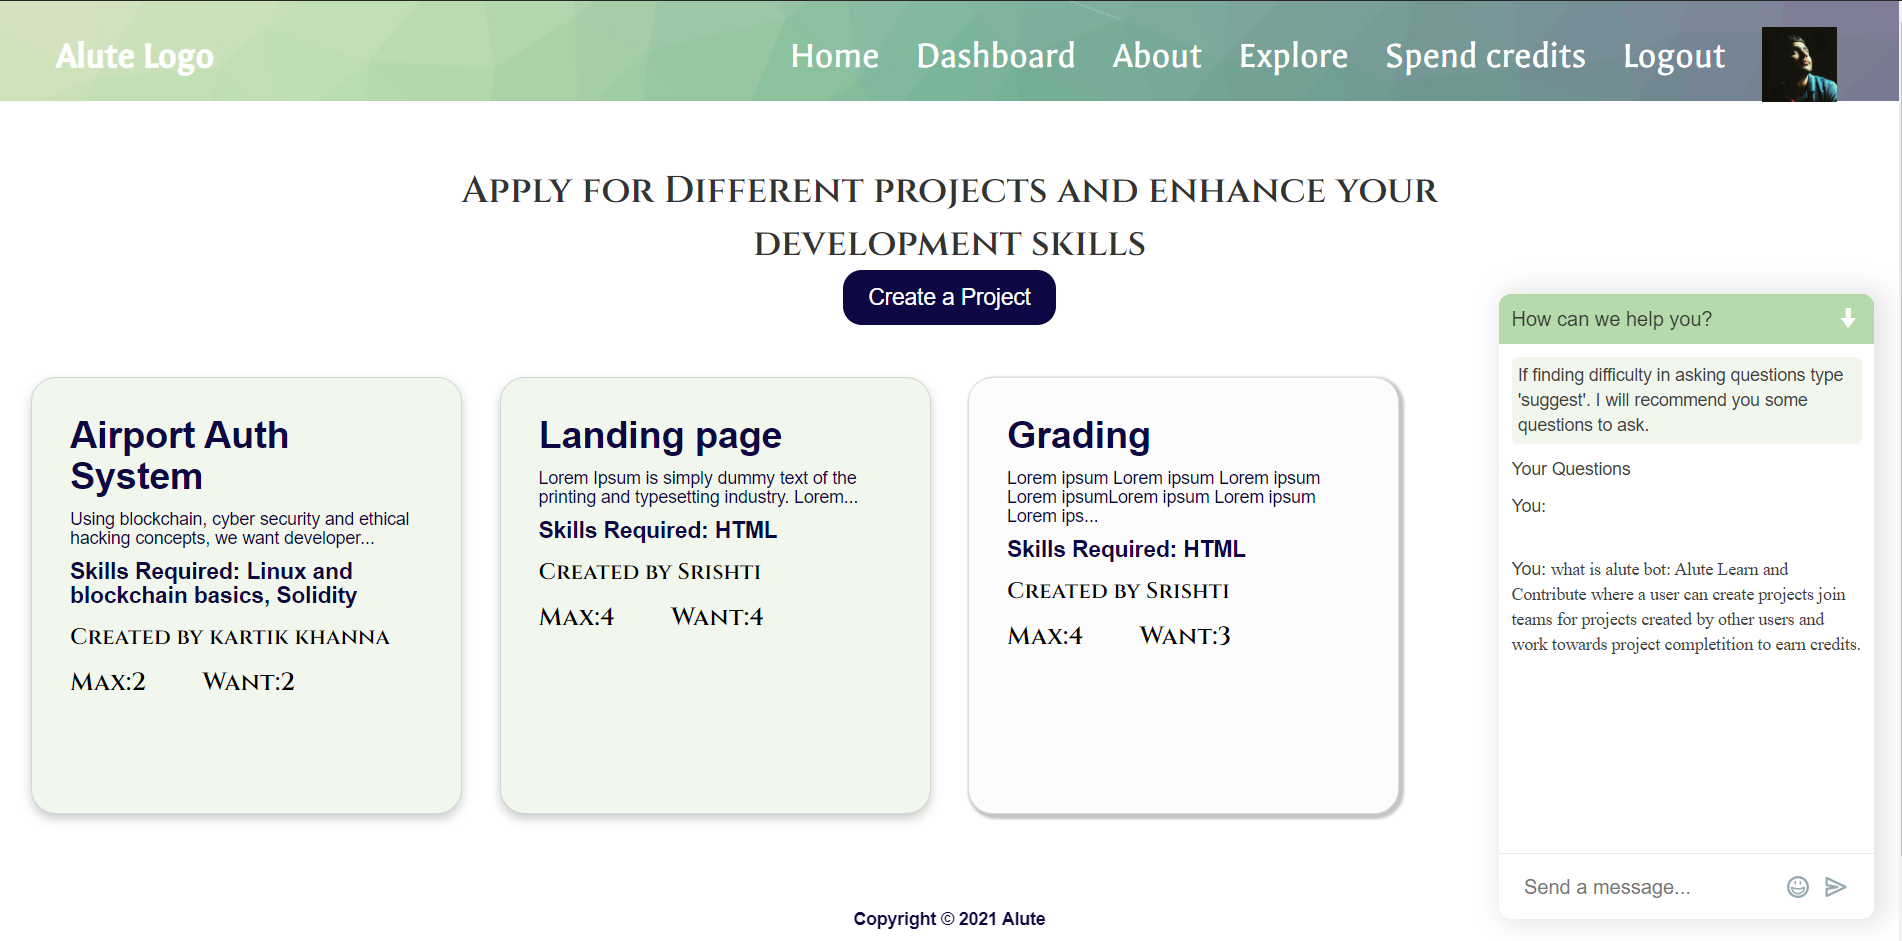 Alute Logo
Home Dashboard About Explore Spend credits Logout
Apply for Different projects and enhance your
development skills
Create a Project
Airport Auth
System
Using blockchain, cyber security and ethical
hacking concepts, we want developer...
Skills Required: Linux and
blockchain basics, Solidity
Created by kartik khanna
Max:2 Want:2
Landing page
Lorem Ipsum is simply dummy text of the
printing and typesetting industry. Lorem...
Skills Required: HTML
Created by Srishti
Max:4 Want:4
Grading
Lorem ipsum Lorem ipsum Lorem ipsum
Lorem ipsumLorem ipsum Lorem ipsum
Lorem ips...
Skills Required: HTML
Created by Srishti
Max:4 Want:3
How can we help you?
If finding difficulty in asking questions type
'suggest'. I will recommend you some
questions to ask.
Your Questions
You:
You: what is alute bot: Alute Learn and
Contribute where a user can create projects join
teams for projects created by other users and
work towards project completition to earn credits.
Send a message...
Copyright © 2021 Alute